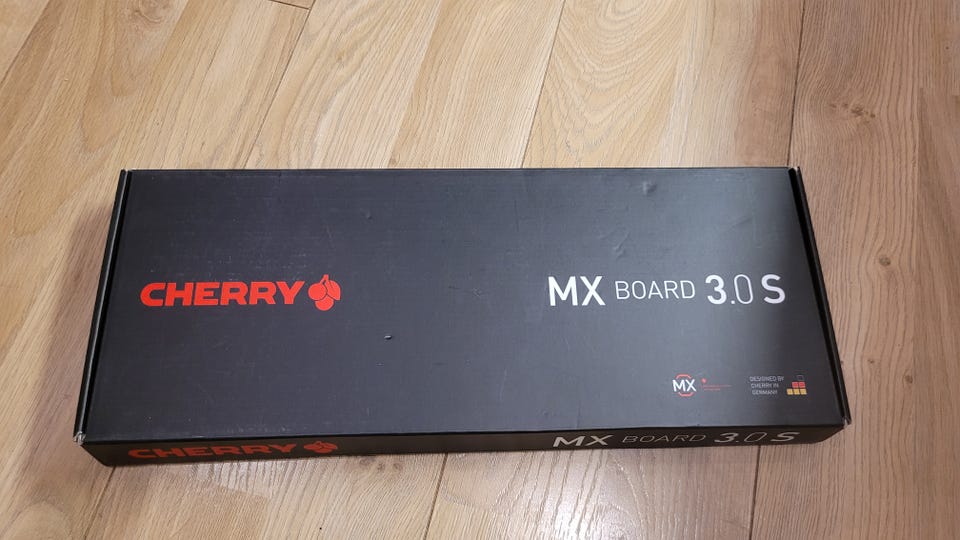 CHERRY
MX BOARD 3.0 S
MX
DESIGNED BY
CHERRY IN
GERMANY
CHERRY
MX BOARD 3.0 S